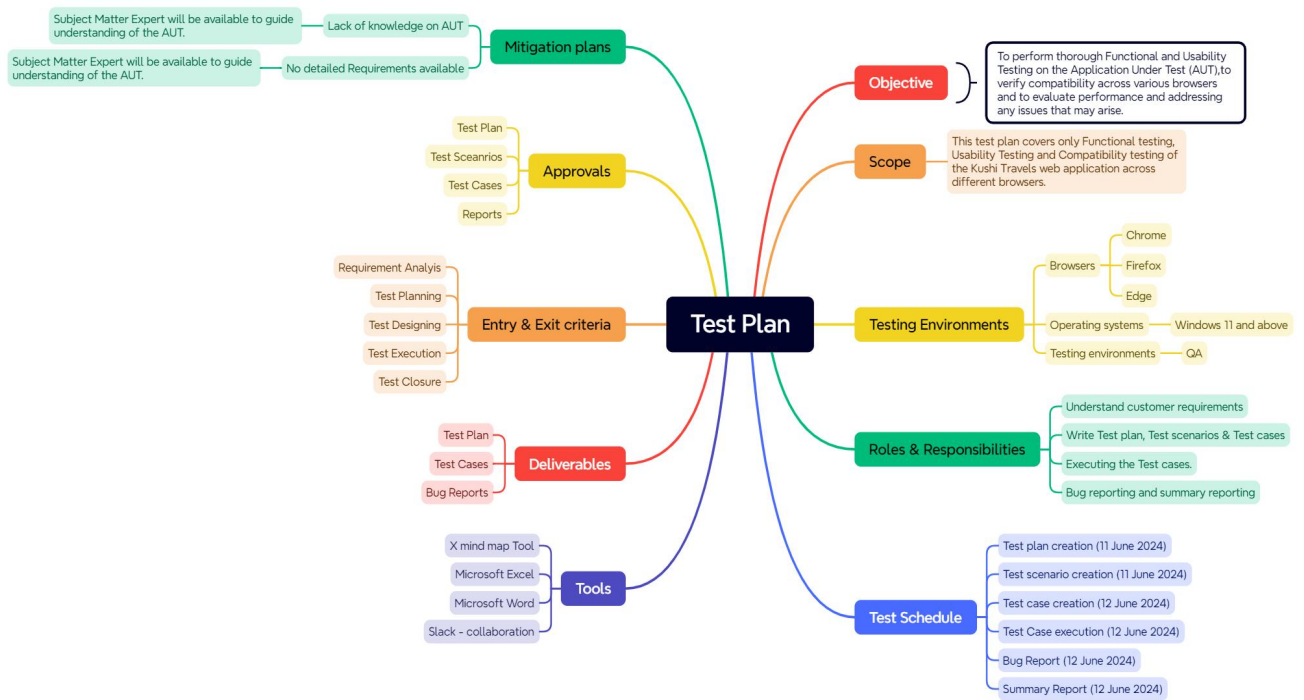 Subject Matter Expert will be available to guide
understanding of the AUT.
Lack of knowledge on AUT
Subject Matter Expert will be available to guide
understanding of the AUT.
No detailed Requirements available
Mitigation plans
Test Plan
Test Sceanrios
Test Cases
Reports
Approvals
Requirement Analyis
Test Planning
Test Designing
Test Execution
Test Closure
Entry & Exit criteria
Test Plan
Test Cases
Bug Reports
Deliverables
X mind map Tool
Microsoft Excel
Microsoft Word
Slack - collaboration
Tools
Test Plan
Objective
To perform thorough Functional and Usability
Testing on the Application Under Test (AUT),to
verify compatibility across various browsers
and to evaluate performance and addressing
any issues that may arise.
Scope
This test plan covers only Functional testing,
Usability Testing and Compatibility testing of
the Kushi Travels web application across
different browsers.
Testing Environments
Browsers
Chrome
Firefox
Edge
Operating systems
Windows 11 and above
Testing environments
QA
Roles & Responsibilities
Understand customer requirements
Write Test plan, Test scenarios & Test cases
Executing the Test cases.
Bug reporting and summary reporting
Test Schedule
Test plan creation (11 June 2024)
Test scenario creation (11 June 2024)
Test case creation (12 June 2024)
Test Case execution (12 June 2024)
Bug Report (12 June 2024)
Summary Report (12 June 2024)